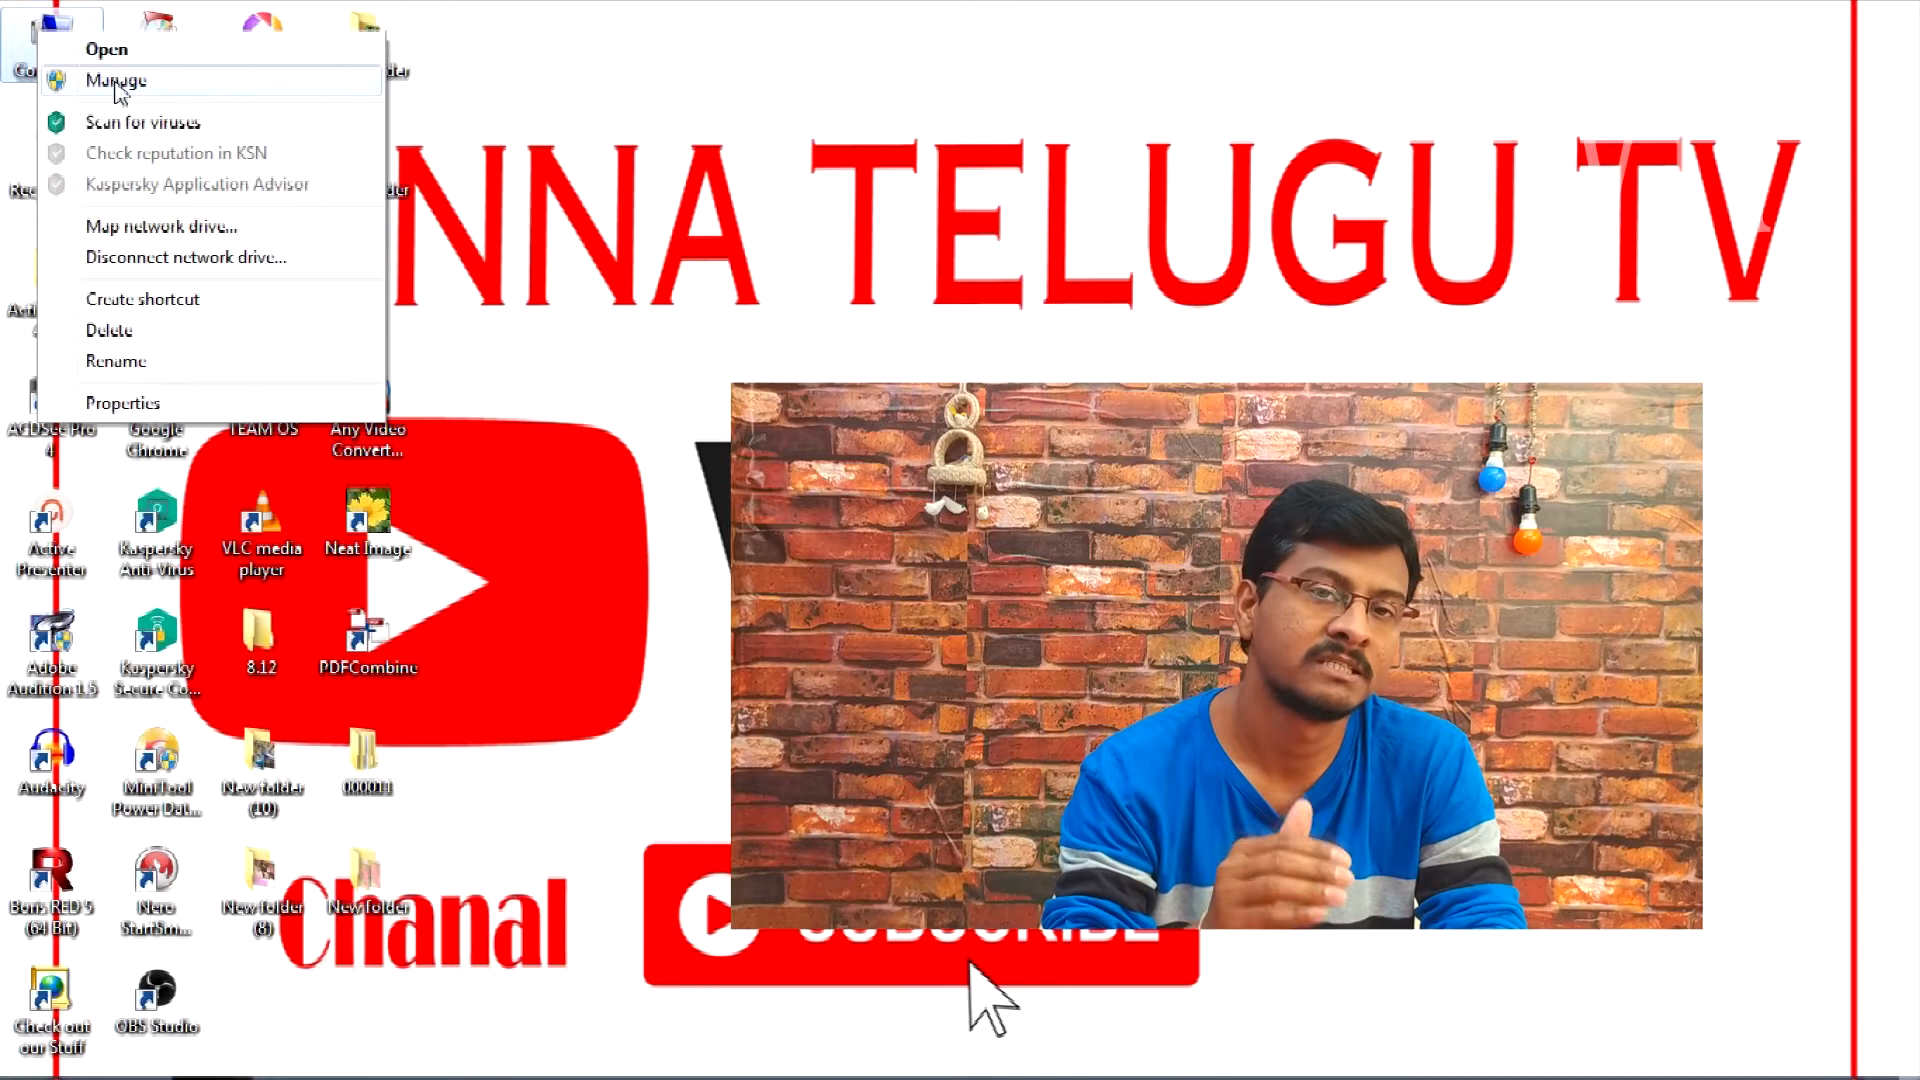 Open
Manage
Scan for viruses
Check reputation in KSN
Kaspersky Application Advisor
Map network drive...
Disconnect network drive...
Create shortcut
Delete
Rename
Properties
NNA TELUGU TV
ACDSee Pro 4
Google Chrome
TEAM OS
Any Video Convert...
Active Presenter
Kaspersky Anti-Virus
VLC media player
Neat Image
Adobe Audition 1.5
Kaspersky Secure Co...
8.12
PDFCombine
Audacity
MiniTool Power Dat...
New folder (10)
000011
Boris RED 5 (64 Bit)
Nero StartSm...
New folder (8)
New folder
Chanal
SUBSCRIBE
Check out our Stuff
OBS Studio